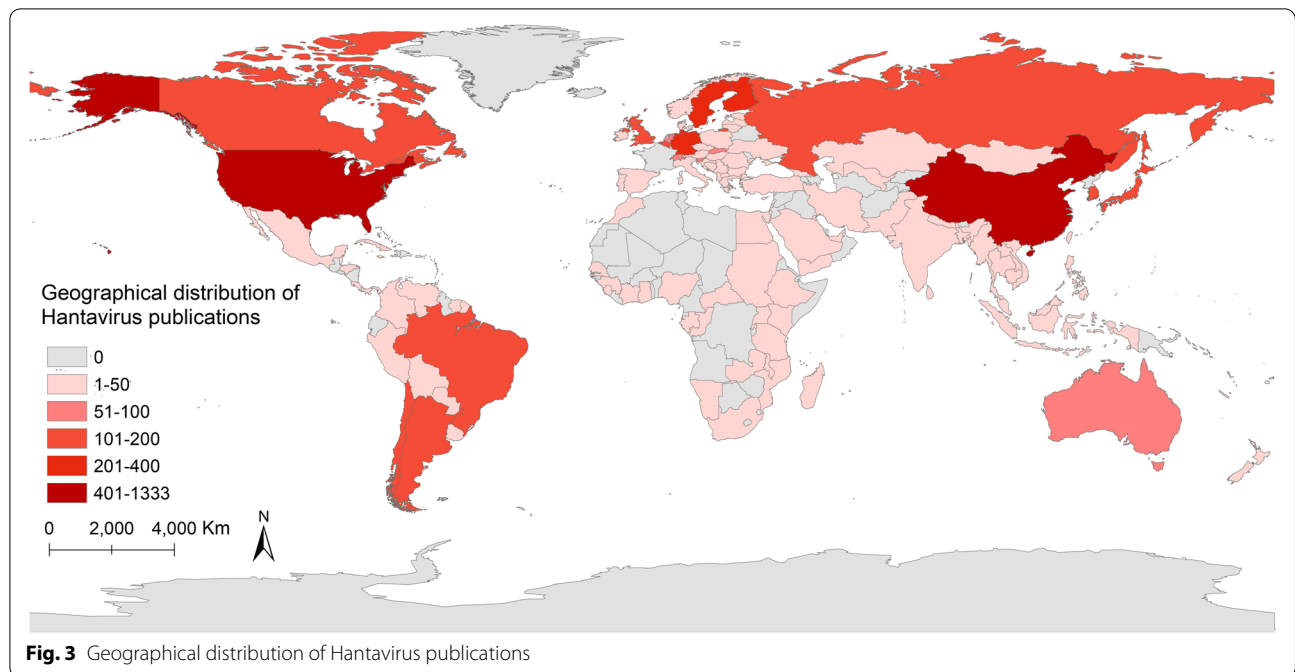 Geographical distribution of
Hantavirus publications
0
1-50
51-100
101-200
201-400
401-1333
0 2,000 4,000 Km
N
Fig. 3 Geographical distribution of Hantavirus publications